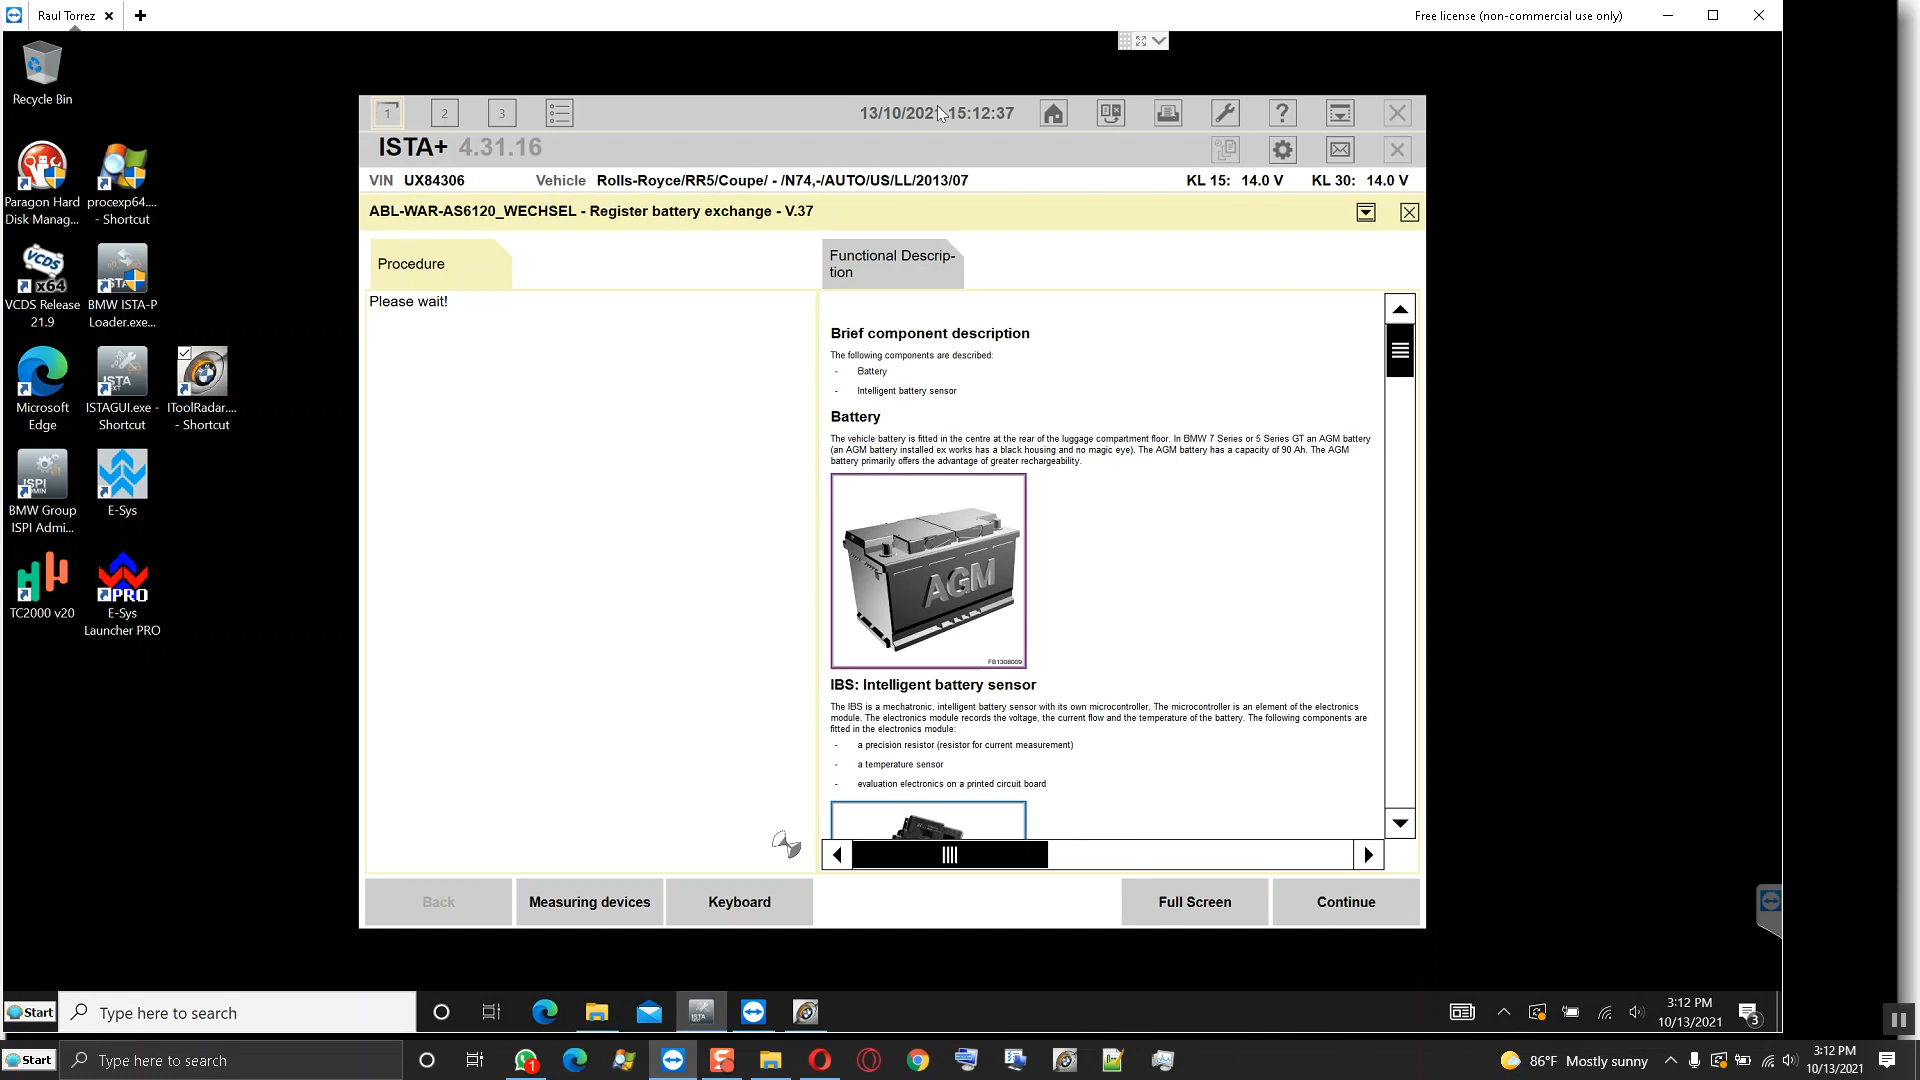 Raul Torrez
Free license (non-commercial use only)
Recycle Bin
Paragon Hard
Disk Manag...
procexp64....
- Shortcut
VCDS
x64
VCDS Release
21.9
BMW ISTA-P
Loader.exe...
Microsoft
Edge
ISTA
ISTAGUI.exe -
Shortcut
IToolRadar....
- Shortcut
ISPI
BMW Group
ISPI Admi...
E-Sys
TC2000 v20
PRO
E-Sys
Launcher PRO
1
2
3
13/10/2021 15:12:37
?
ISTA+ 4.31.16
VIN UX84306
Vehicle Rolls-Royce/RR5/Coupe/ - /N74,-/AUTO/US/LL/2013/07
KL 15: 14.0 V
KL 30: 14.0 V
ABL-WAR-AS6120_WECHSEL - Register battery exchange - V.37
Procedure
Functional Descrip-
tion
Please wait!
Brief component description
The following components are described:
- Battery
- Intelligent battery sensor
Battery
The vehicle battery is fitted in the centre at the rear of the luggage compartment floor. In BMW 7 Series or 5 Series GT an AGM battery
(an AGM battery installed ex works has a black housing and no magic eye). The AGM battery has a capacity of 90 Ah. The AGM
battery primarily offers the advantage of greater rechargeability.
AGM
FB1308009
IBS: Intelligent battery sensor
The IBS is a mechatronic, intelligent battery sensor with its own microcontroller. The microcontroller is an element of the electronics
module. The electronics module records the voltage, the current flow and the temperature of the battery. The following components are
fitted in the electronics module:
- a precision resistor (resistor for current measurement)
- a temperature sensor
- evaluation electronics on a printed circuit board
Back
Measuring devices
Keyboard
Full Screen
Continue
Start
Type here to search
3:12 PM
10/13/2021
3
Start
Type here to search
1
86°F Mostly sunny
3:12 PM
10/13/2021